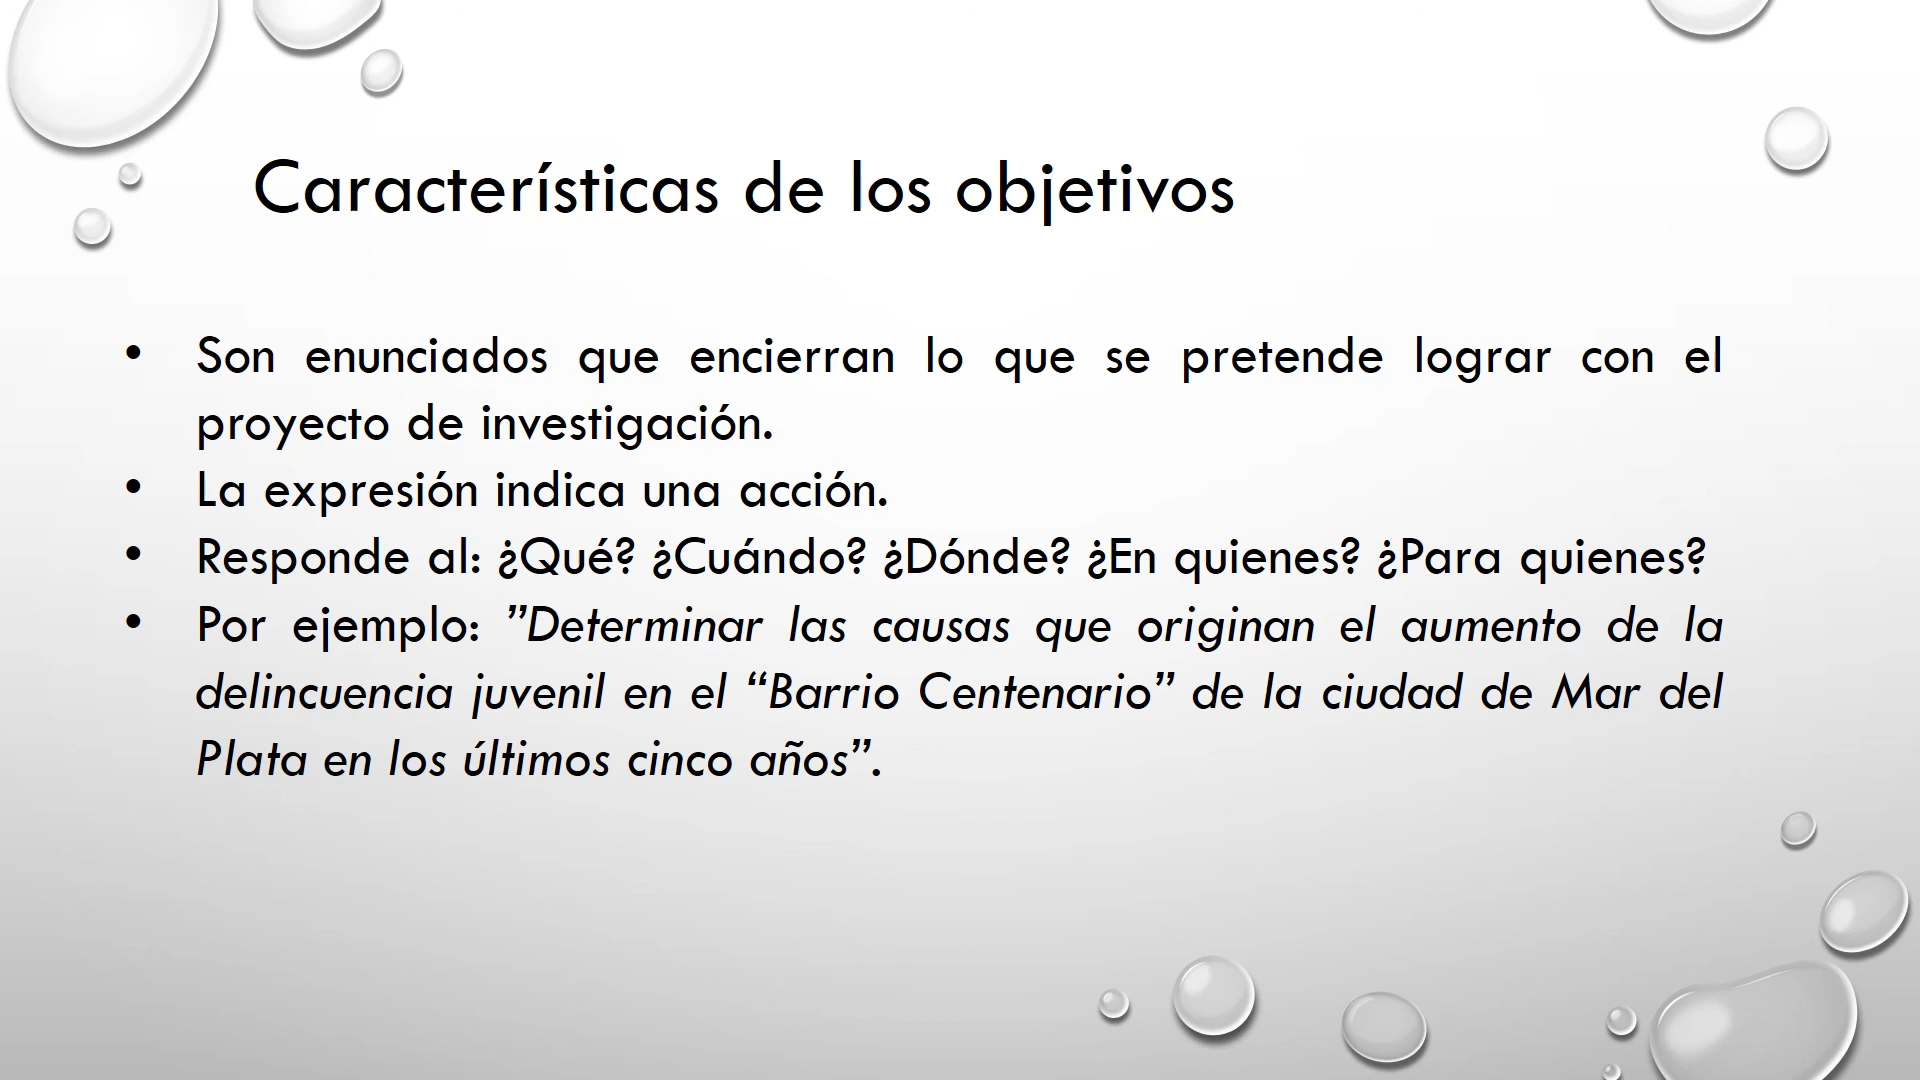 Características de los objetivos
• Son enunciados que encierran lo que se pretende lograr con el
proyecto de investigación.
• La expresión indica una acción.
• Responde al: ¿Qué? ¿Cuándo? ¿Dónde? ¿En quienes? ¿Para quienes?
• Por ejemplo: ”Determinar las causas que originan el aumento de la
delincuencia juvenil en el “Barrio Centenario” de la ciudad de Mar del
Plata en los últimos cinco años”.